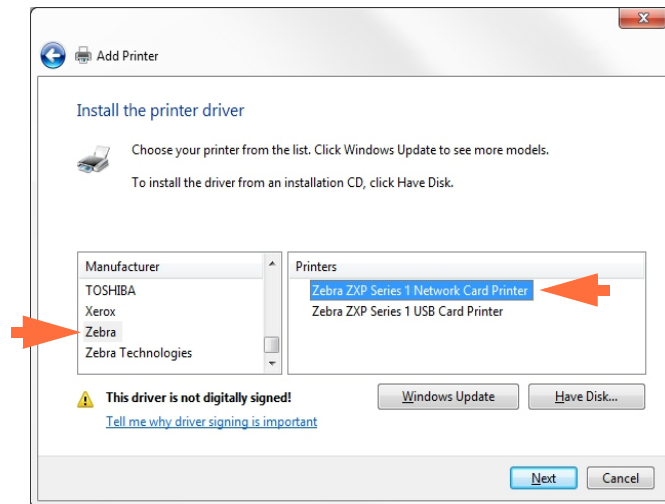 Add Printer
Install the printer driver
Choose your printer from the list. Click Windows Update to see more models.
To install the driver from an installation CD, click Have Disk.
Manufacturer
TOSHIBA
Xerox
Zebra
Zebra Technologies
Printers
Zebra ZXP Series 1 Network Card Printer
Zebra ZXP Series 1 USB Card Printer
This driver is not digitally signed!
Tell me why driver signing is important
Windows Update
Have Disk...
Next
Cancel